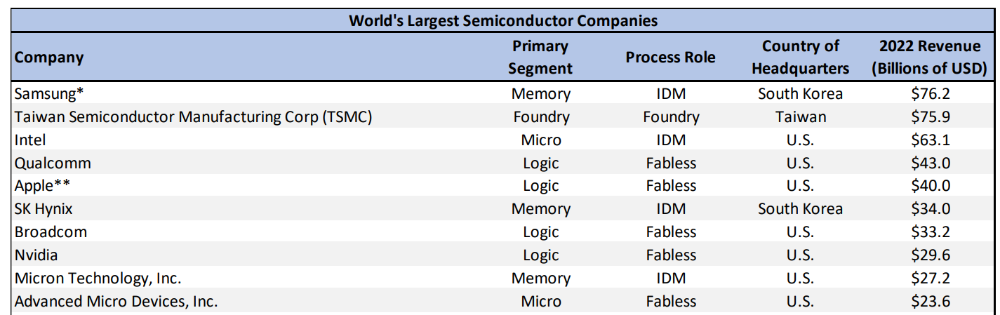 World's Largest Semiconductor Companies
Company Primary Segment Process Role Country of Headquarters 2022 Revenue (Billions of USD)
Samsung* Memory IDM South Korea $76.2
Taiwan Semiconductor Manufacturing Corp (TSMC) Foundry Foundry Taiwan $75.9
Intel Micro IDM U.S. $63.1
Qualcomm Logic Fabless U.S. $43.0
Apple** Logic Fabless U.S. $40.0
SK Hynix Memory IDM South Korea $34.0
Broadcom Logic Fabless U.S. $33.2
Nvidia Logic Fabless U.S. $29.6
Micron Technology, Inc. Memory IDM U.S. $27.2
Advanced Micro Devices, Inc. Micro Fabless U.S. $23.6